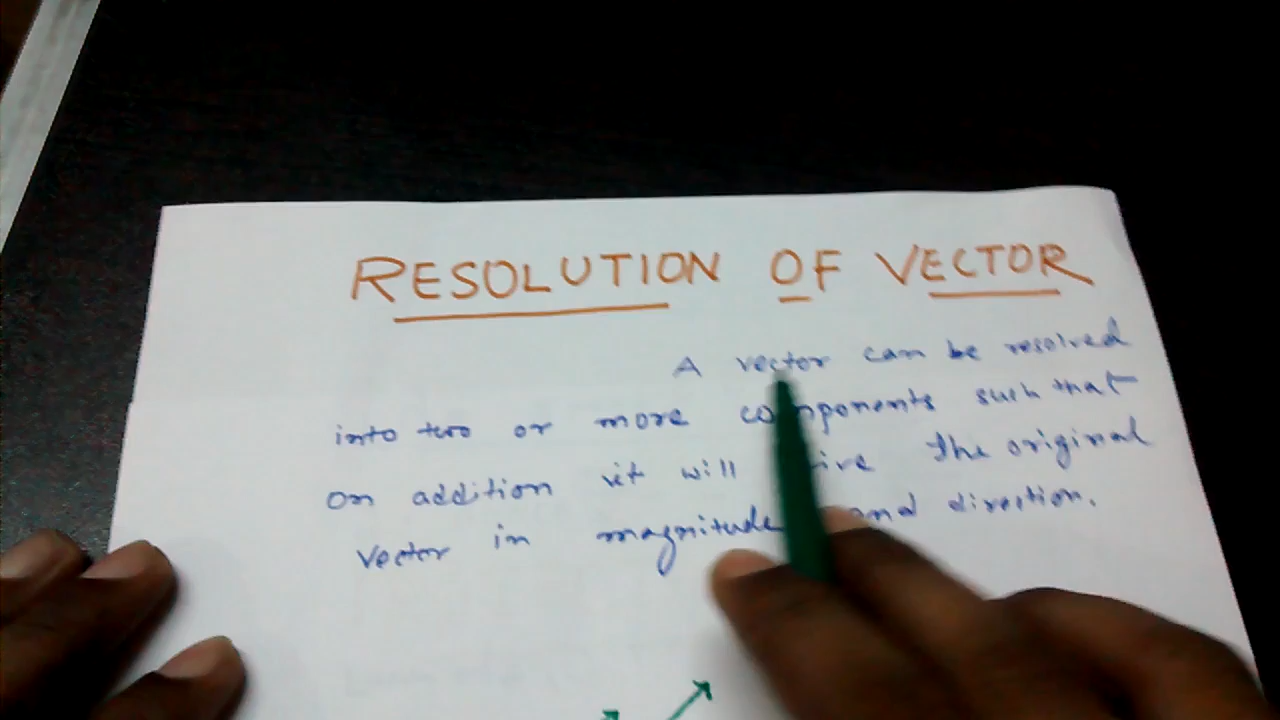 RESOLUTION OF VECTOR
A vector can be resolved
into two or more components such that
on addition it will the original
vector in magnitude and direction.